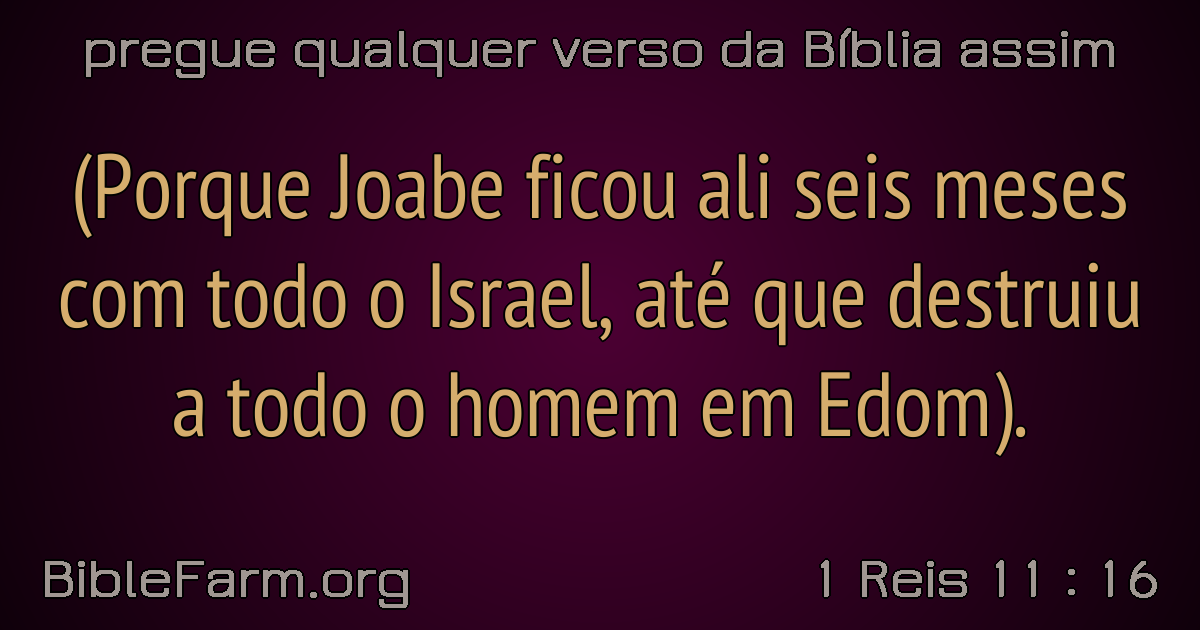 pregue qualquer verso da Bíblia assim
(Porque Joabe ficou ali seis meses
com todo o Israel, até que destruiu
a todo o homem em Edom).
BibleFarm.org
1 Reis 11 : 16